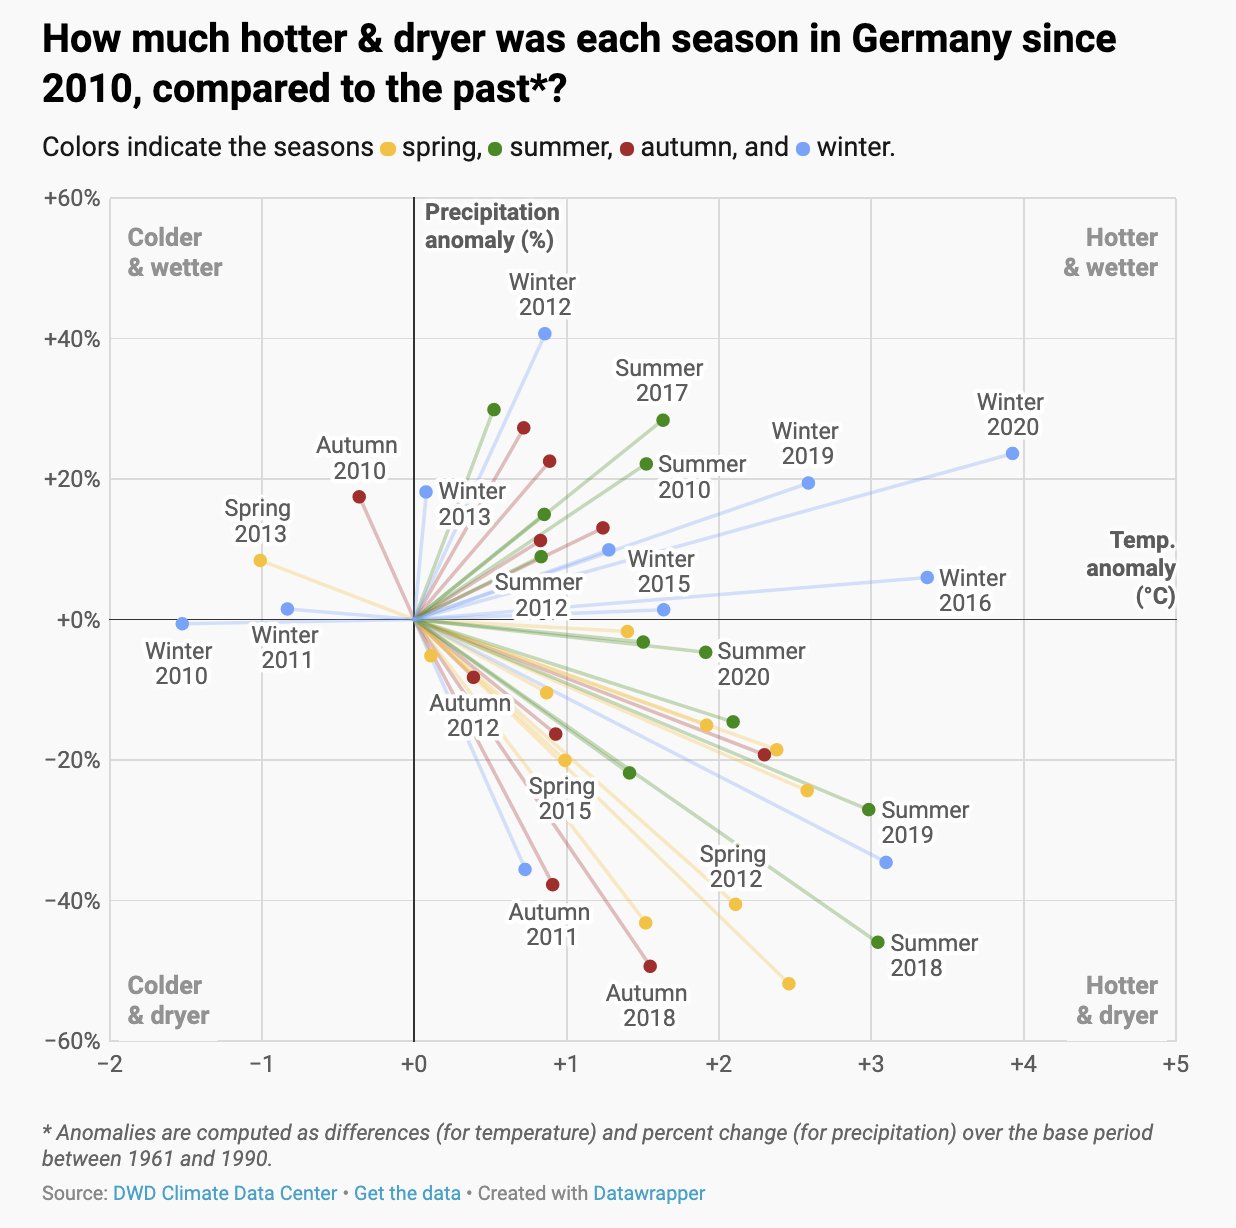 How much hotter & dryer was each season in Germany since
2010, compared to the past*?
Colors indicate the seasons spring, summer, autumn, and winter.
+60%
+40%
+20%
+0%
−20%
−40%
−60%
Precipitation
anomaly (%)
Colder
& wetter
Hotter
& wetter
Winter
2012
Summer
2017
Winter
2020
Winter
2019
Autumn
2010
Summer
2010
Winter
2013
Spring
2013
Temp.
anomaly
(°C)
Winter
2015
Summer
2012
Winter
2016
Winter
2011
Winter
2010
Summer
2020
Autumn
2012
Spring
2015
Summer
2019
Spring
2012
Autumn
2011
Summer
2018
Autumn
2018
Colder
& dryer
Hotter
& dryer
−2
−1
+0
+1
+2
+3
+4
+5
* Anomalies are computed as differences (for temperature) and percent change (for precipitation) over the base period
between 1961 and 1990.
Source: DWD Climate Data Center • Get the data • Created with Datawrapper